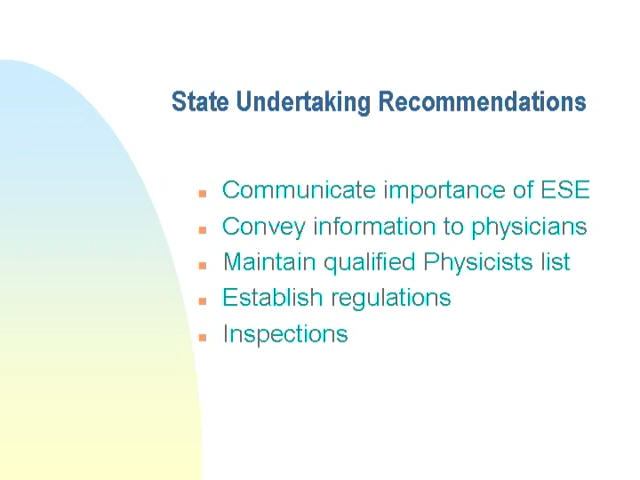 State Undertaking Recommendations
Communicate importance of ESE
Convey information to physicians
Maintain qualified Physicists list
Establish regulations
Inspections